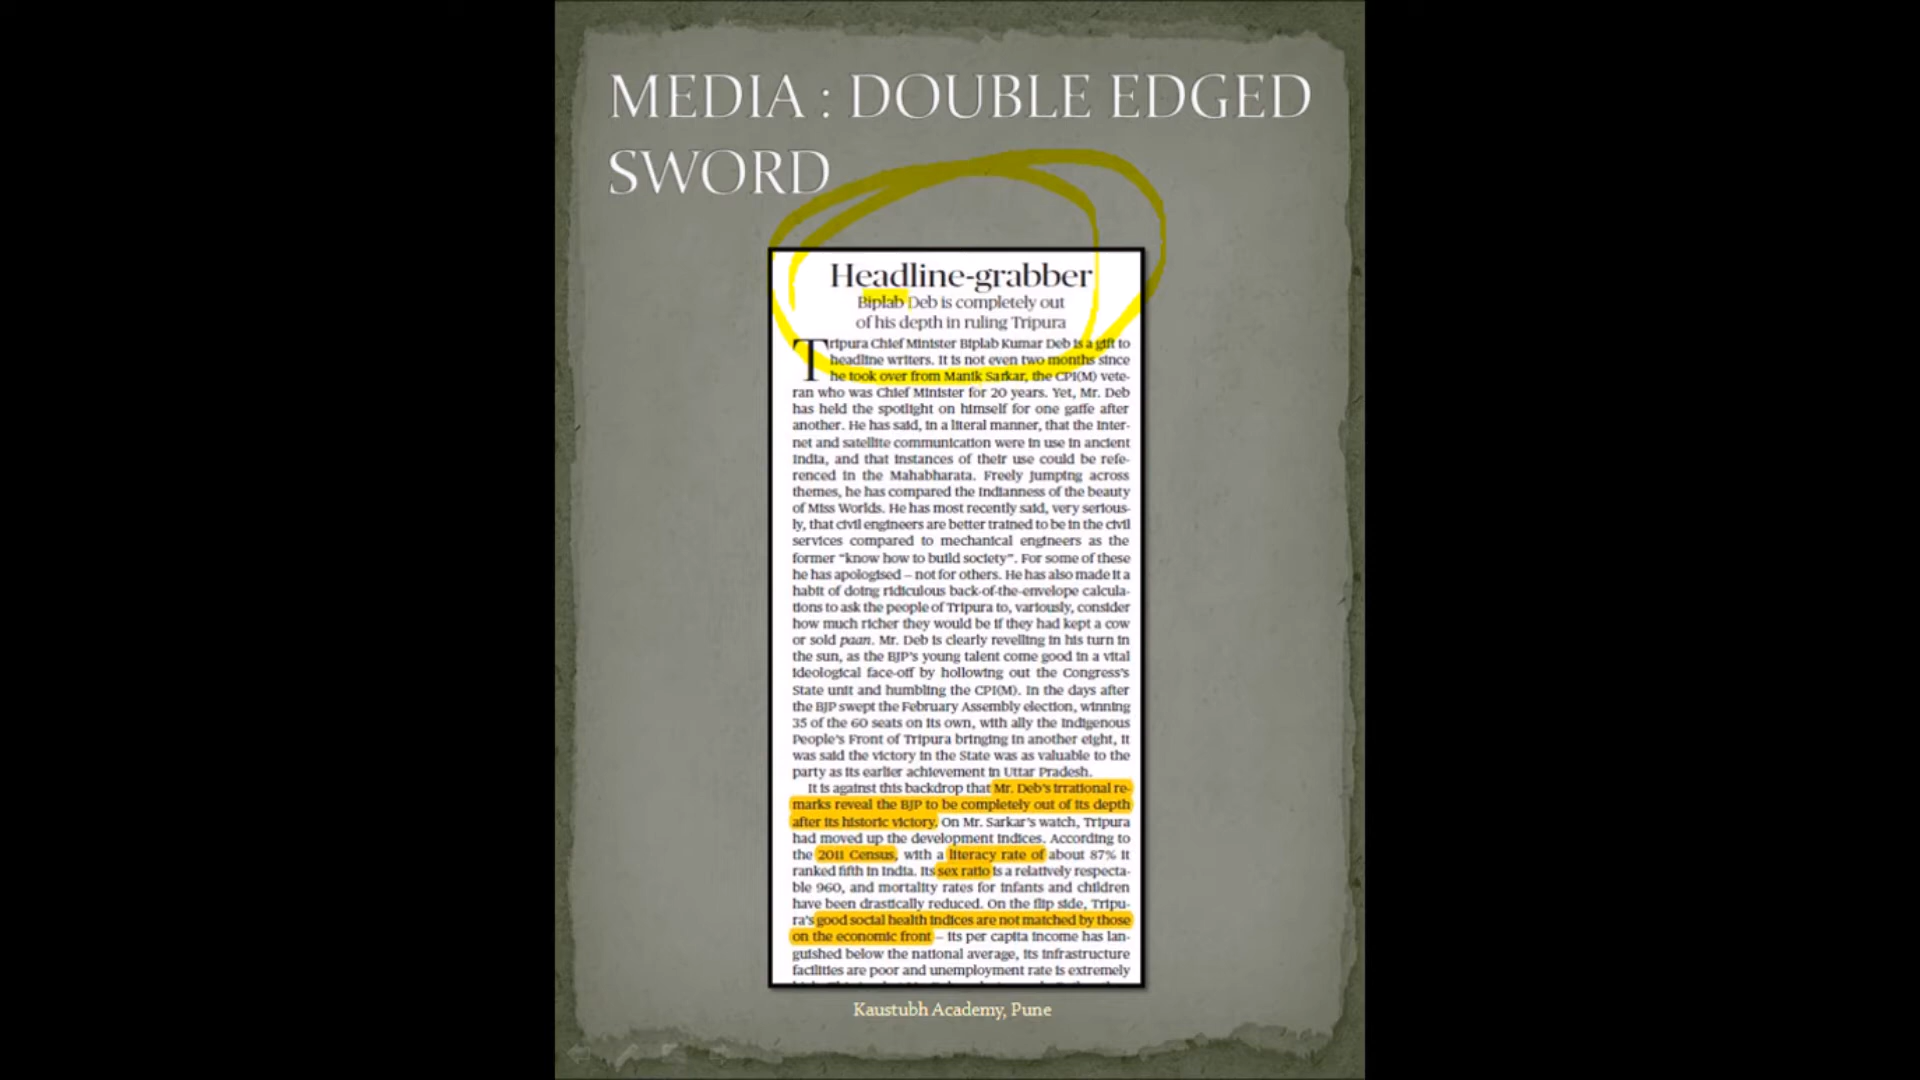 MEDIA : DOUBLE EDGED
SWORD
Headline-grabber
Biplab Deb is completely out
of his depth in ruling Tripura
Tripura Chief Minister Biplab Kumar Deb is a gift to
headline writers. It is not even two months since
he took over from Manik Sarkar, the CPI(M) vete-
ran who was Chief Minister for 20 years. Yet, Mr. Deb
has held the spotlight on himself for one gaffe after
another. He has said, in a literal manner, that the Inter-
net and satellite communication were in use in ancient
India, and that instances of their use could be refe-
renced in the Mahabharata. Freely jumping across
themes, he has compared the Indianness of the beauty
of Miss Worlds. He has most recently said, very serious-
ly, that civil engineers are better trained to be in the civil
services compared to mechanical engineers as the
former “know how to build society”. For some of these
he has apologised – not for others. He has also made it a
habit of doing ridiculous back-of-the-envelope calcula-
tions to ask the people of Tripura to, variously, consider
how much richer they would be if they had kept a cow
or sold paan. Mr. Deb is clearly revelling in his turn in
the sun, as the BJP’s young talent come good in a vital
ideological face-off by hollowing out the Congress’s
State unit and humbling the CPI(M). In the days after
the BJP swept the February Assembly election, winning
35 of the 60 seats on its own, with ally the Indigenous
People’s Front of Tripura bringing in another eight, it
was said the victory in the State was as valuable to the
party as its earlier achievement in Uttar Pradesh.
It is against this backdrop that Mr. Deb’s irrational re-
marks reveal the BJP to be completely out of its depth
after its historic victory. On Mr. Sarkar’s watch, Tripura
had moved up the development indices. According to
the 2011 Census, with a literacy rate of about 87% it
ranked fifth in India. Its sex ratio is a relatively respecta-
ble 960, and mortality rates for infants and children
have been drastically reduced. On the flip side, Tripu-
ra’s good social health indices are not matched by those
on the economic front – its per capita income has lan-
guished below the national average, its infrastructure
facilities are poor and unemployment rate is extremely
Kaustubh Academy, Pune